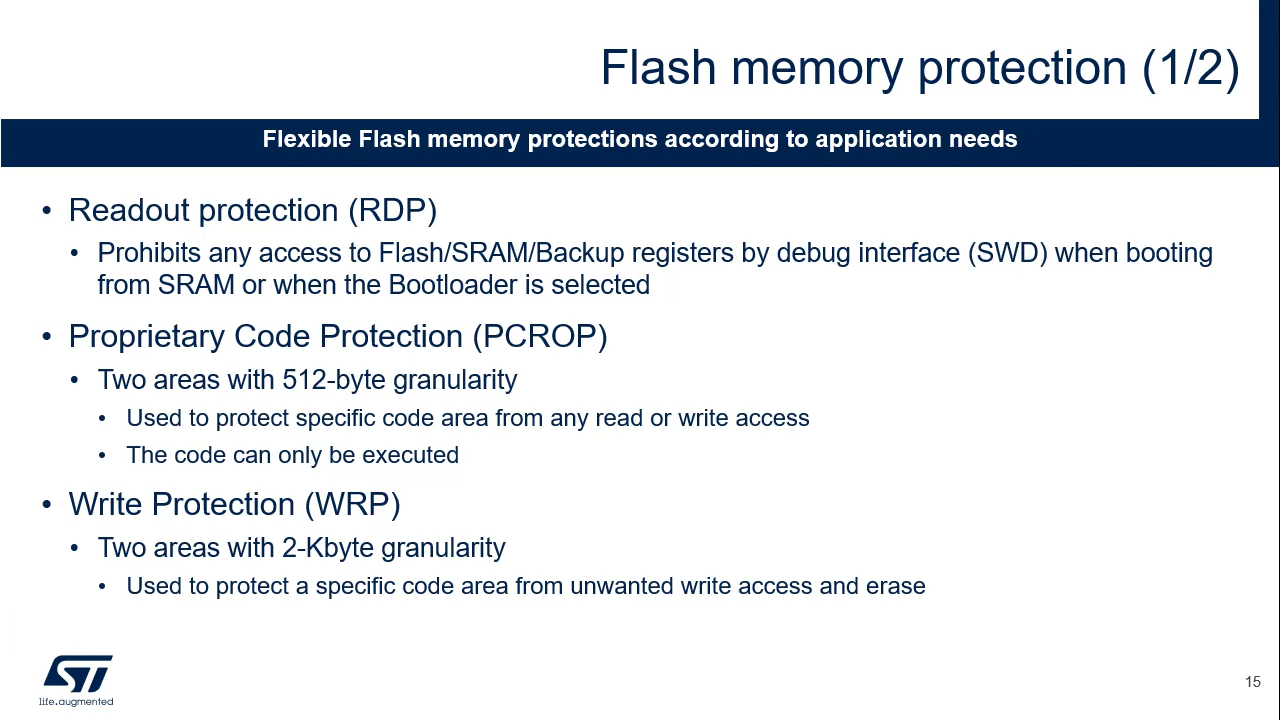 Flash memory protection (1/2)
Flexible Flash memory protections according to application needs
• Readout protection (RDP)
• Prohibits any access to Flash/SRAM/Backup registers by debug interface (SWD) when booting
from SRAM or when the Bootloader is selected
• Proprietary Code Protection (PCROP)
• Two areas with 512-byte granularity
• Used to protect specific code area from any read or write access
• The code can only be executed
• Write Protection (WRP)
• Two areas with 2-Kbyte granularity
• Used to protect a specific code area from unwanted write access and erase
ST
life.augmented
15